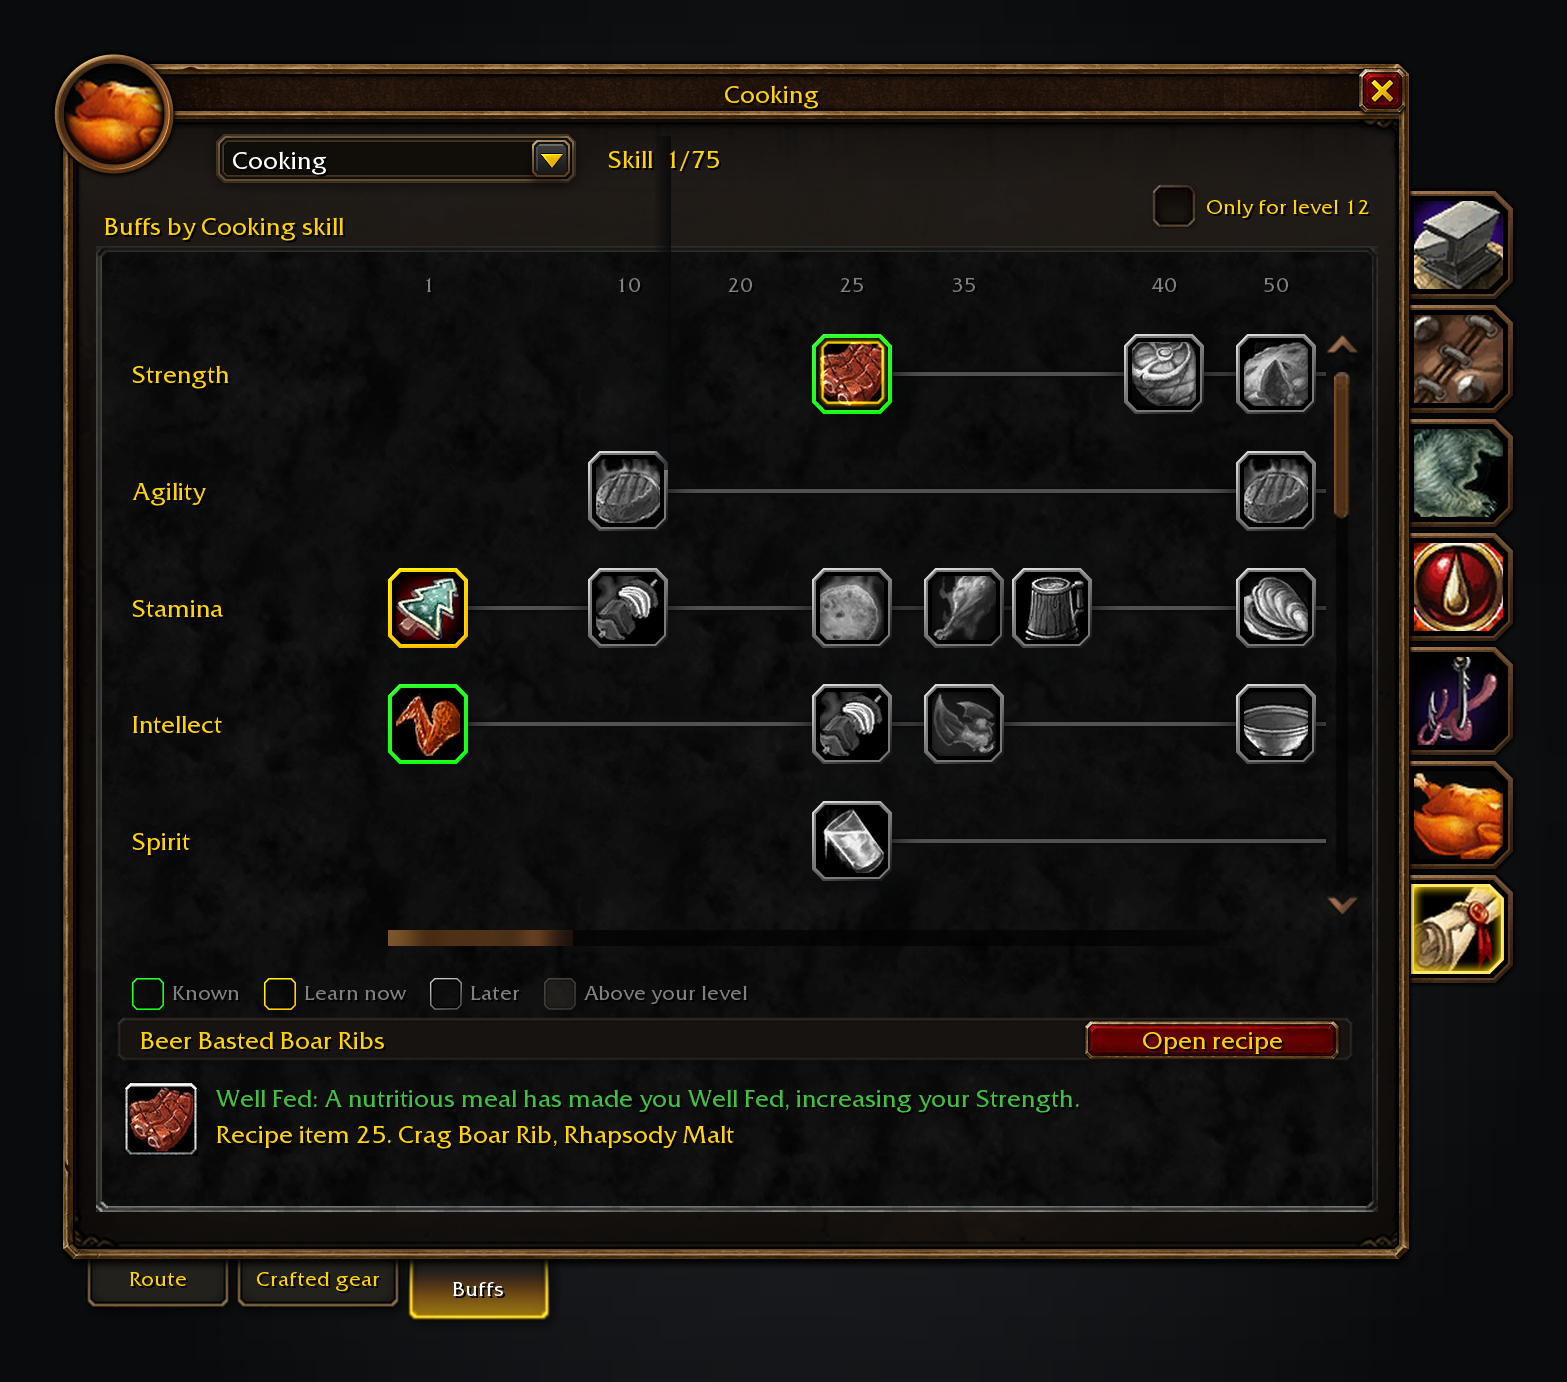 Cooking
Cooking
Skill 1/75
Only for level 12
Buffs by Cooking skill
1 10 20 25 35 40 50
Strength
Agility
Stamina
Intellect
Spirit
Known Learn now Later Above your level
Beer Basted Boar Ribs Open recipe
Well Fed: A nutritious meal has made you Well Fed, increasing your Strength.
Recipe item 25. Crag Boar Rib, Rhapsody Malt
Route Crafted gear Buffs